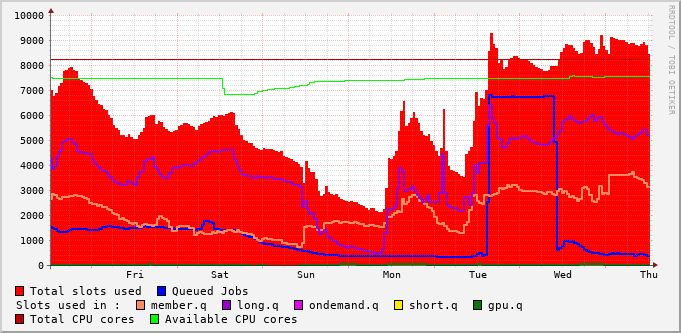 10000
9000
8000
7000
6000
5000
4000
3000
2000
1000
0
Fri Sat Sun Mon Tue Wed Thu
RRDTOOL / TOBI OETIKER
Total slots used Queued Jobs
Slots used in : member.q long.q ondemand.q short.q gpu.q
Total CPU cores Available CPU cores